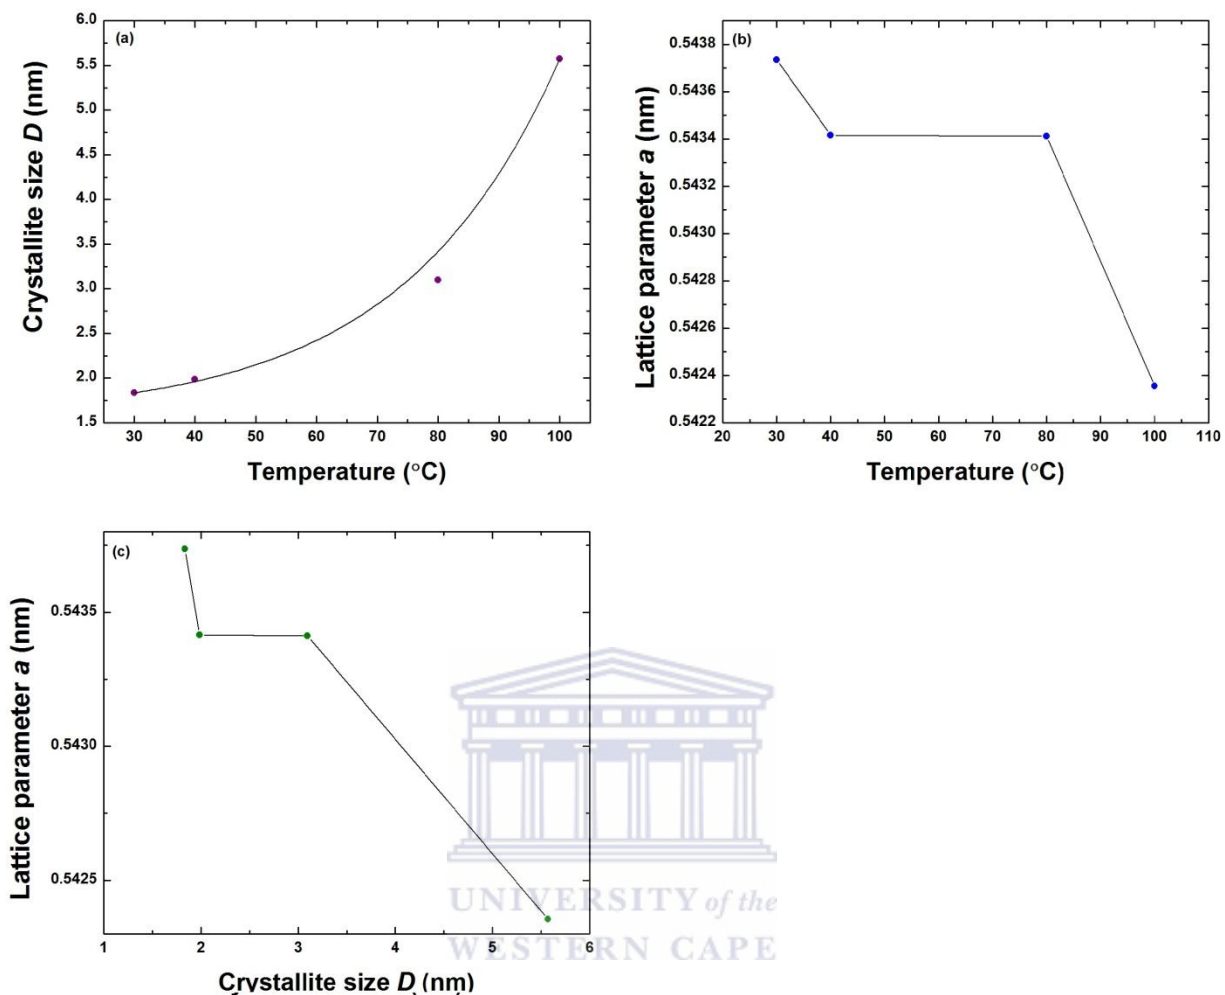 (a)
Crystallite size D (nm)
6.0
5.5
5.0
4.5
4.0
3.5
3.0
2.5
2.0
1.5
30 40 50 60 70 80 90 100
Temperature (°C)
(b)
Lattice parameter a (nm)
0.5438
0.5436
0.5434
0.5432
0.5430
0.5428
0.5426
0.5424
0.5422
20 30 40 50 60 70 80 90 100 110
Temperature (°C)
(c)
Lattice parameter a (nm)
0.5435
0.5430
0.5425
1 2 3 4 5 6
Crystallite size D (nm)
UNIVERSITY of the
WESTERN CAPE